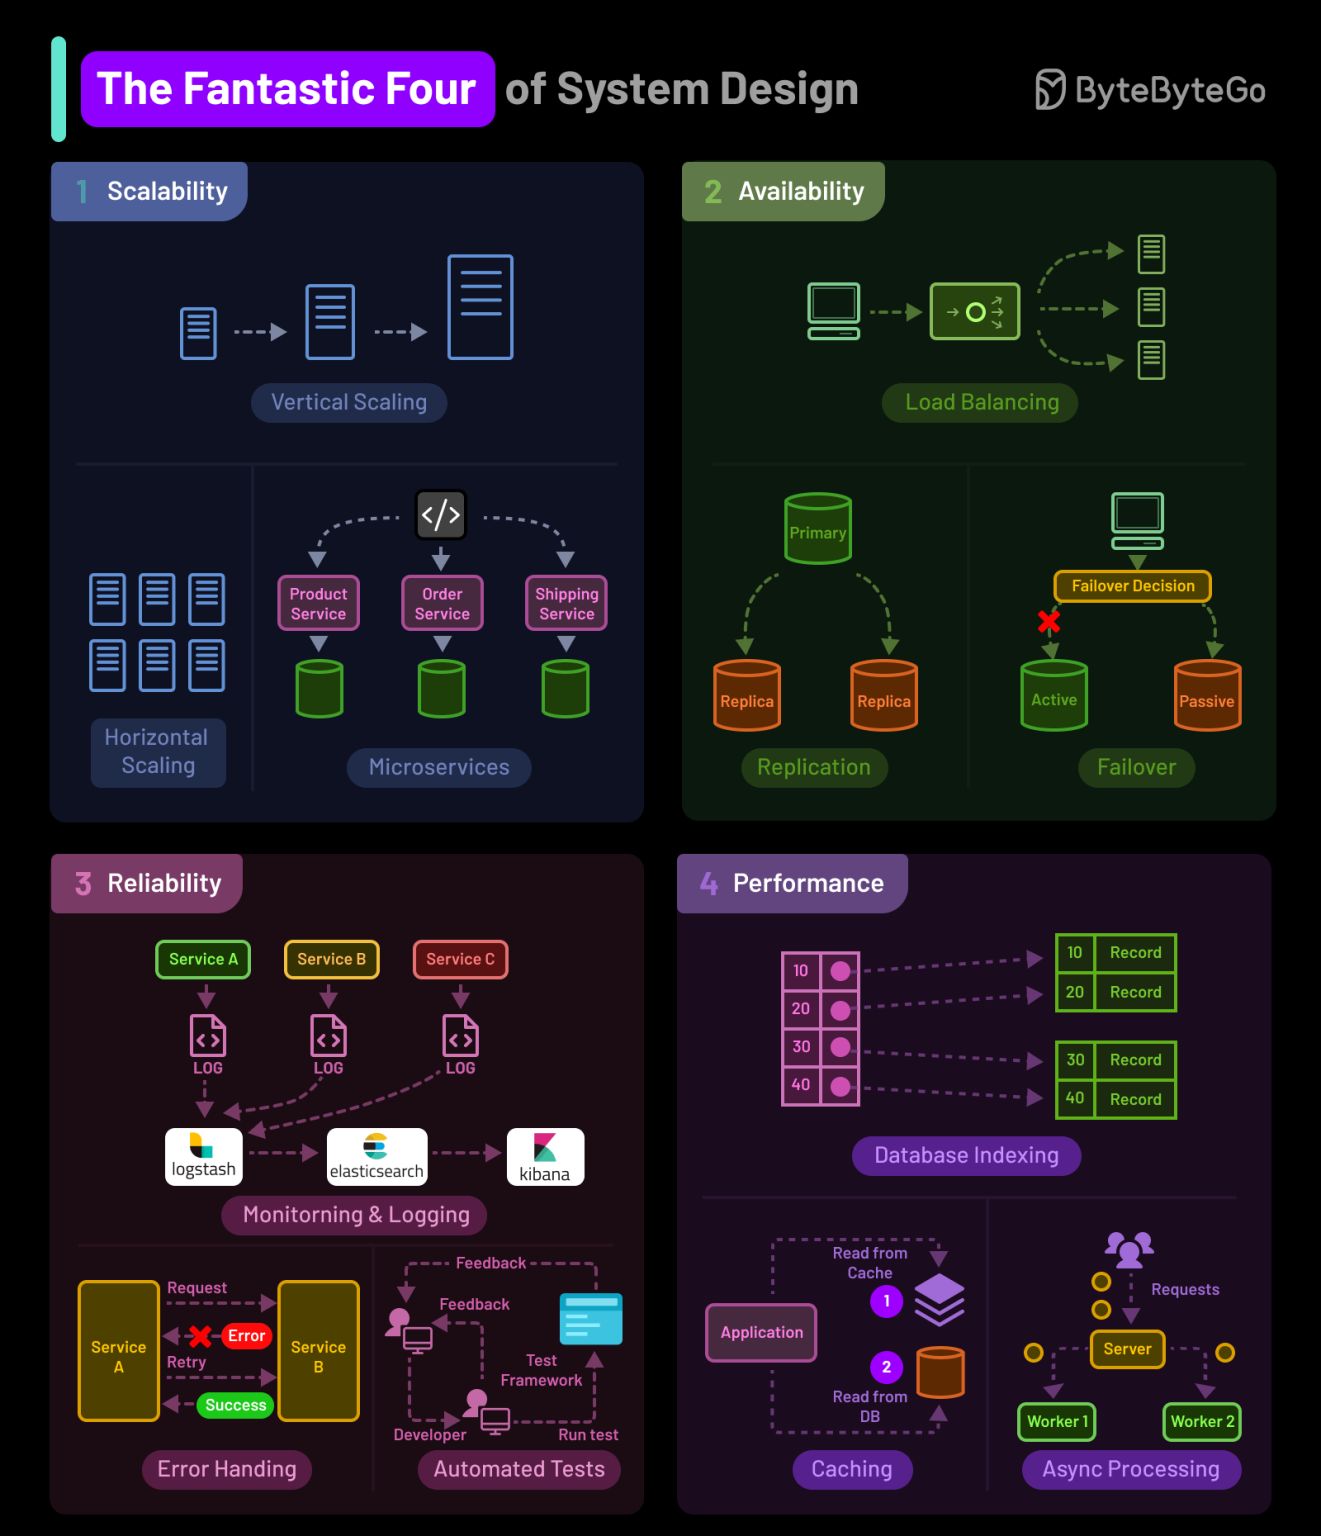 The Fantastic Four of System Design
ByteByteGo
1 Scalability
Vertical Scaling
Horizontal
Scaling
</>
Product
Service
Order
Service
Shipping
Service
Microservices
2 Availability
Load Balancing
Primary
Replica
Replica
Replication
Failover Decision
Active
Passive
Failover
3 Reliability
Service A
Service B
Service C
LOG
LOG
LOG
logstash
elasticsearch
kibana
Monitorning & Logging
Service
A
Request
Error
Retry
Success
Service
B
Error Handing
Feedback
Feedback
Test
Framework
Developer
Run test
Automated Tests
4 Performance
10
20
30
40
10 Record
20 Record
30 Record
40 Record
Database Indexing
Read from
Cache
1
Application
2
Read from
DB
Caching
Requests
Server
Worker 1
Worker 2
Async Processing